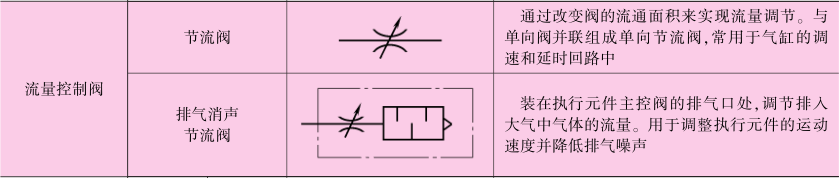 流量控制阀
节流阀
通过改变阀的流通面积来实现流量调节。与
单向阀并联组成单向节流阀,常用于气缸的调
速和延时回路中
排气消声
节流阀
装在执行元件主控阀的排气口处,调节排入
大气中气体的流量。用于调整执行元件的运动
速度并降低排气噪声